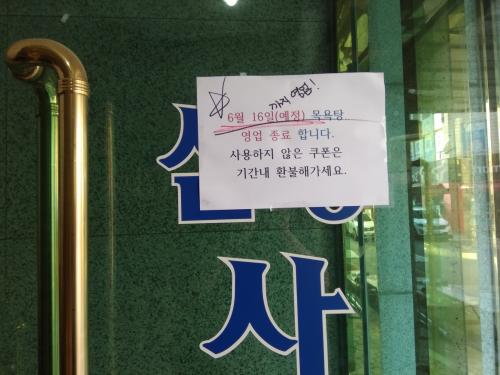 까지 영업!
6월 16일(예정) 목욕탕
영업 종료 합니다.
사용하지 않은 쿠폰은
기간내 환불해가세요.
사